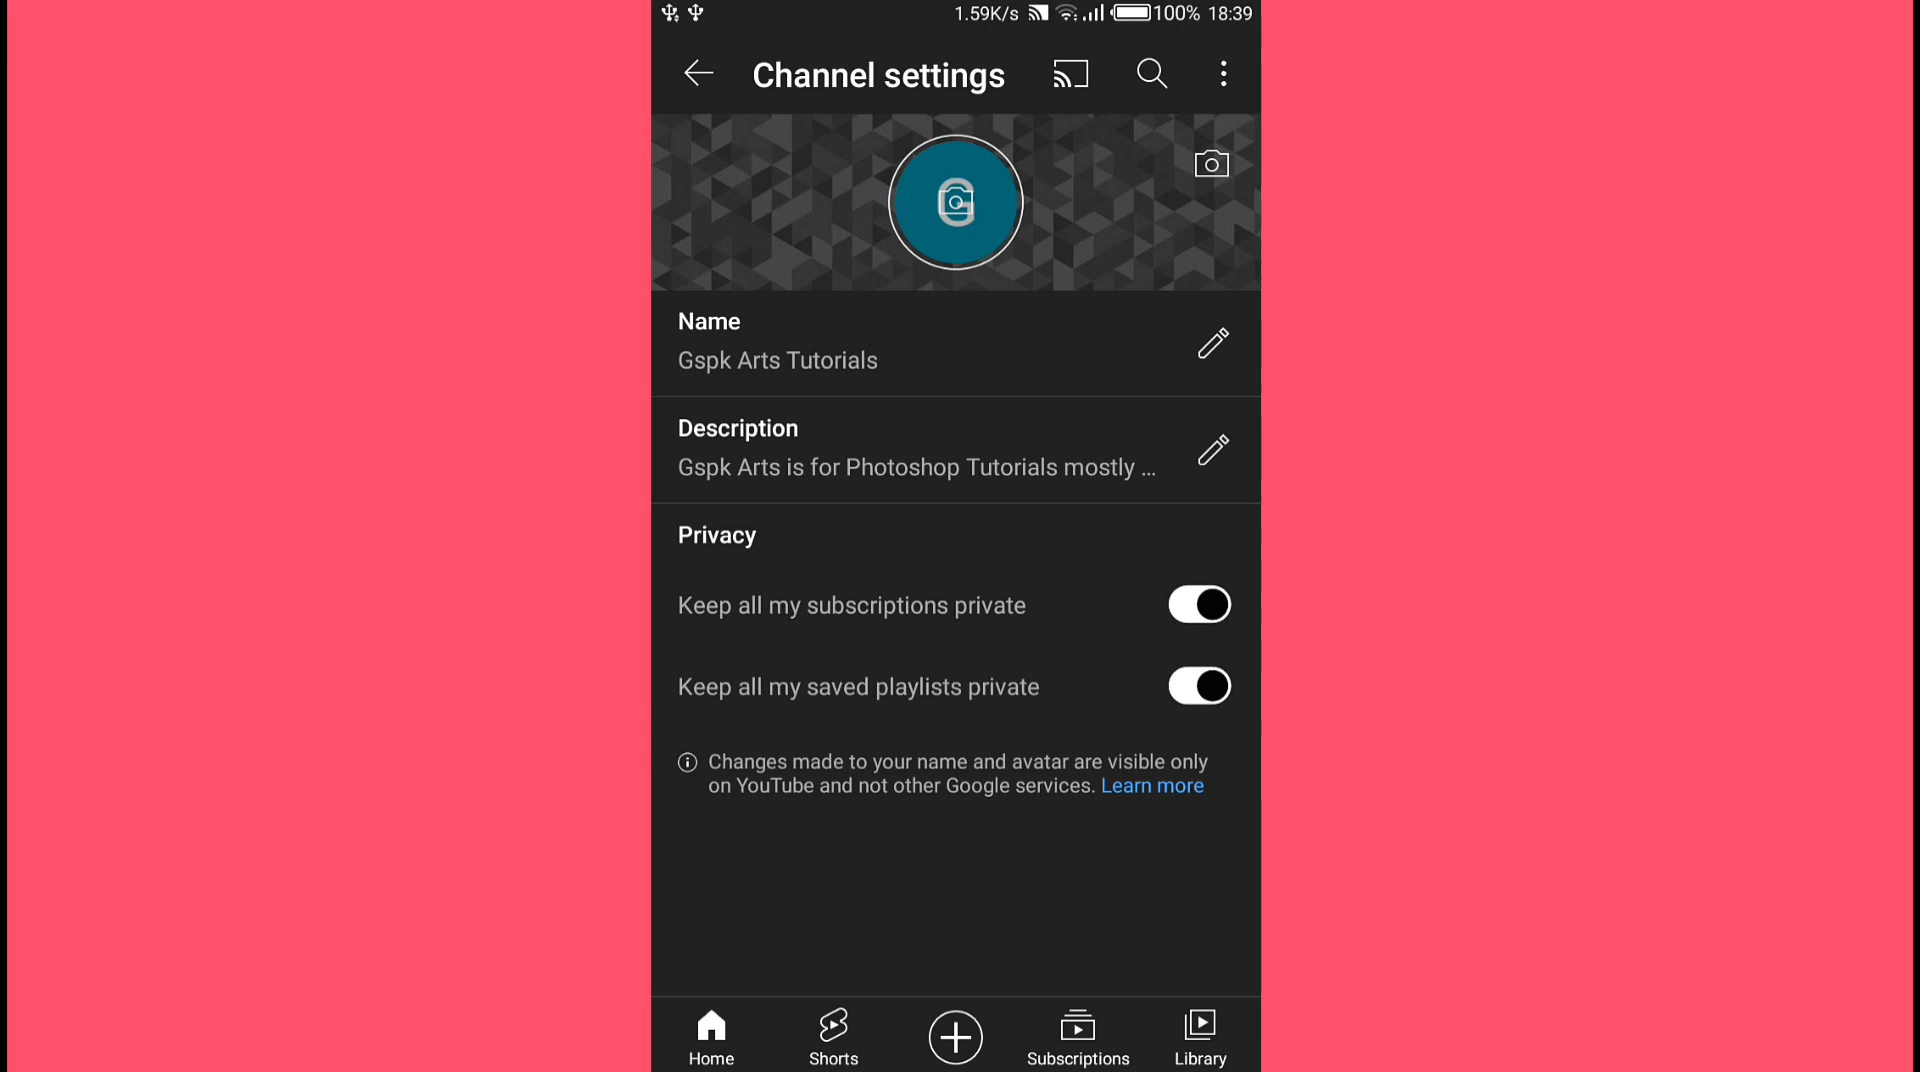 1.59K/s 100% 18:39
Channel settings
G
Name
Gspk Arts Tutorials
Description
Gspk Arts is for Photoshop Tutorials mostly ...
Privacy
Keep all my subscriptions private
Keep all my saved playlists private
Changes made to your name and avatar are visible only
on YouTube and not other Google services. Learn more
Home Shorts Subscriptions Library